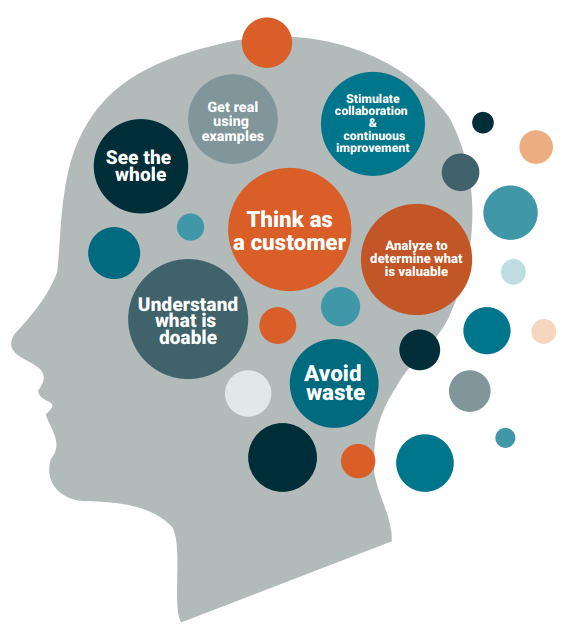 Get real
using
examples
Stimulate
collaboration
&
continuous
improvement
See the
whole
Think as
a customer
Analyze to
determine what
is valuable
Understand
what is
doable
Avoid
waste